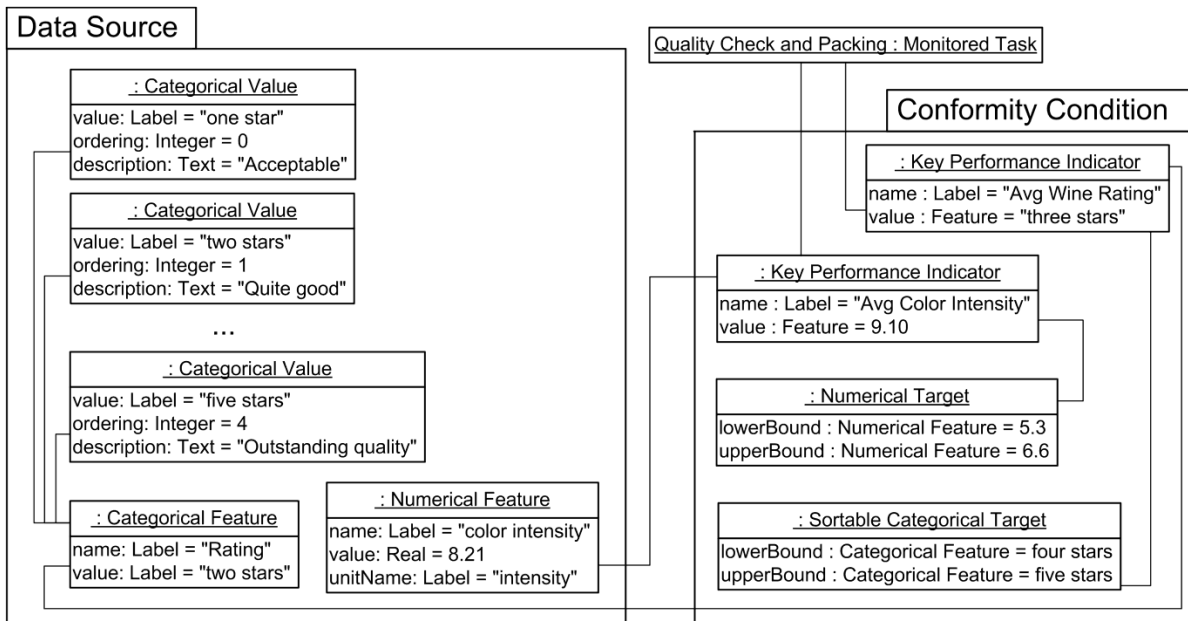 Data Source
: Categorical Value
value: Label = "one star"
ordering: Integer = 0
description: Text = "Acceptable"
: Categorical Value
value: Label = "two stars"
ordering: Integer = 1
description: Text = "Quite good"
...
: Categorical Value
value: Label = "five stars"
ordering: Integer = 4
description: Text = "Outstanding quality"
: Categorical Feature
name: Label = "Rating"
value: Label = "two stars"
: Numerical Feature
name: Label = "color intensity"
value: Real = 8.21
unitName: Label = "intensity"
Quality Check and Packing : Monitored Task
Conformity Condition
: Key Performance Indicator
name : Label = "Avg Wine Rating"
value : Feature = "three stars"
: Key Performance Indicator
name : Label = "Avg Color Intensity"
value : Feature = 9.10
: Numerical Target
lowerBound : Numerical Feature = 5.3
upperBound : Numerical Feature = 6.6
: Sortable Categorical Target
lowerBound : Categorical Feature = four stars
upperBound : Categorical Feature = five stars